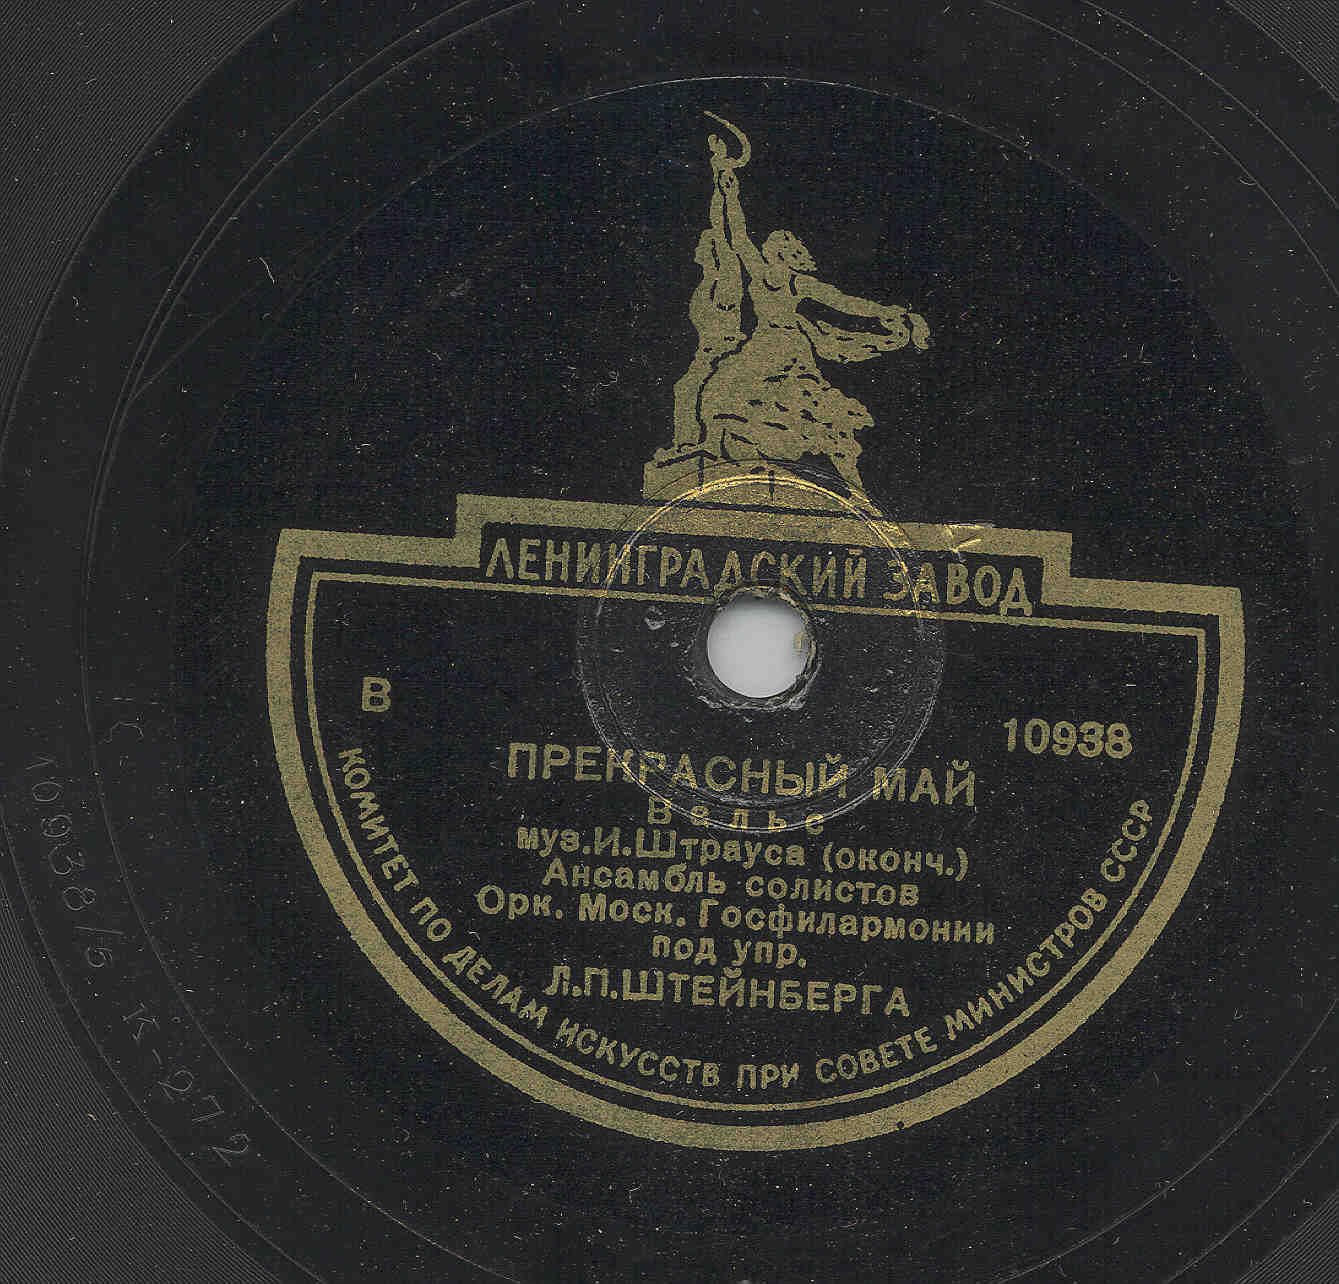 ЛЕНИНГРАДСКИЙ ЗАВОД
В
10938
ПРЕКРАСНЫЙ МАЙ
Вальс
муз.И.Штрауса (оконч.)
Ансамбль солистов
Орк. Моск. Госфилармонии
под упр.
Л.П.ШТЕЙНБЕРГА
КОМИТЕТ ПО ДЕЛАМ ИСКУССТВ ПРИ СОВЕТЕ МИНИСТРОВ СССР
10938/5 К-272